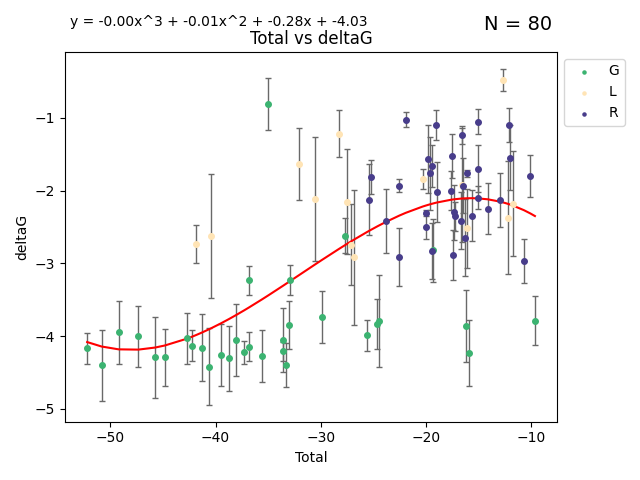 y = -0.00x^3 + -0.01x^2 + -0.28x + -4.03
N = 80
Total vs deltaG
G
L
R
deltaG
−1
−2
−3
−4
−5
−50 −40 −30 −20 −10
Total